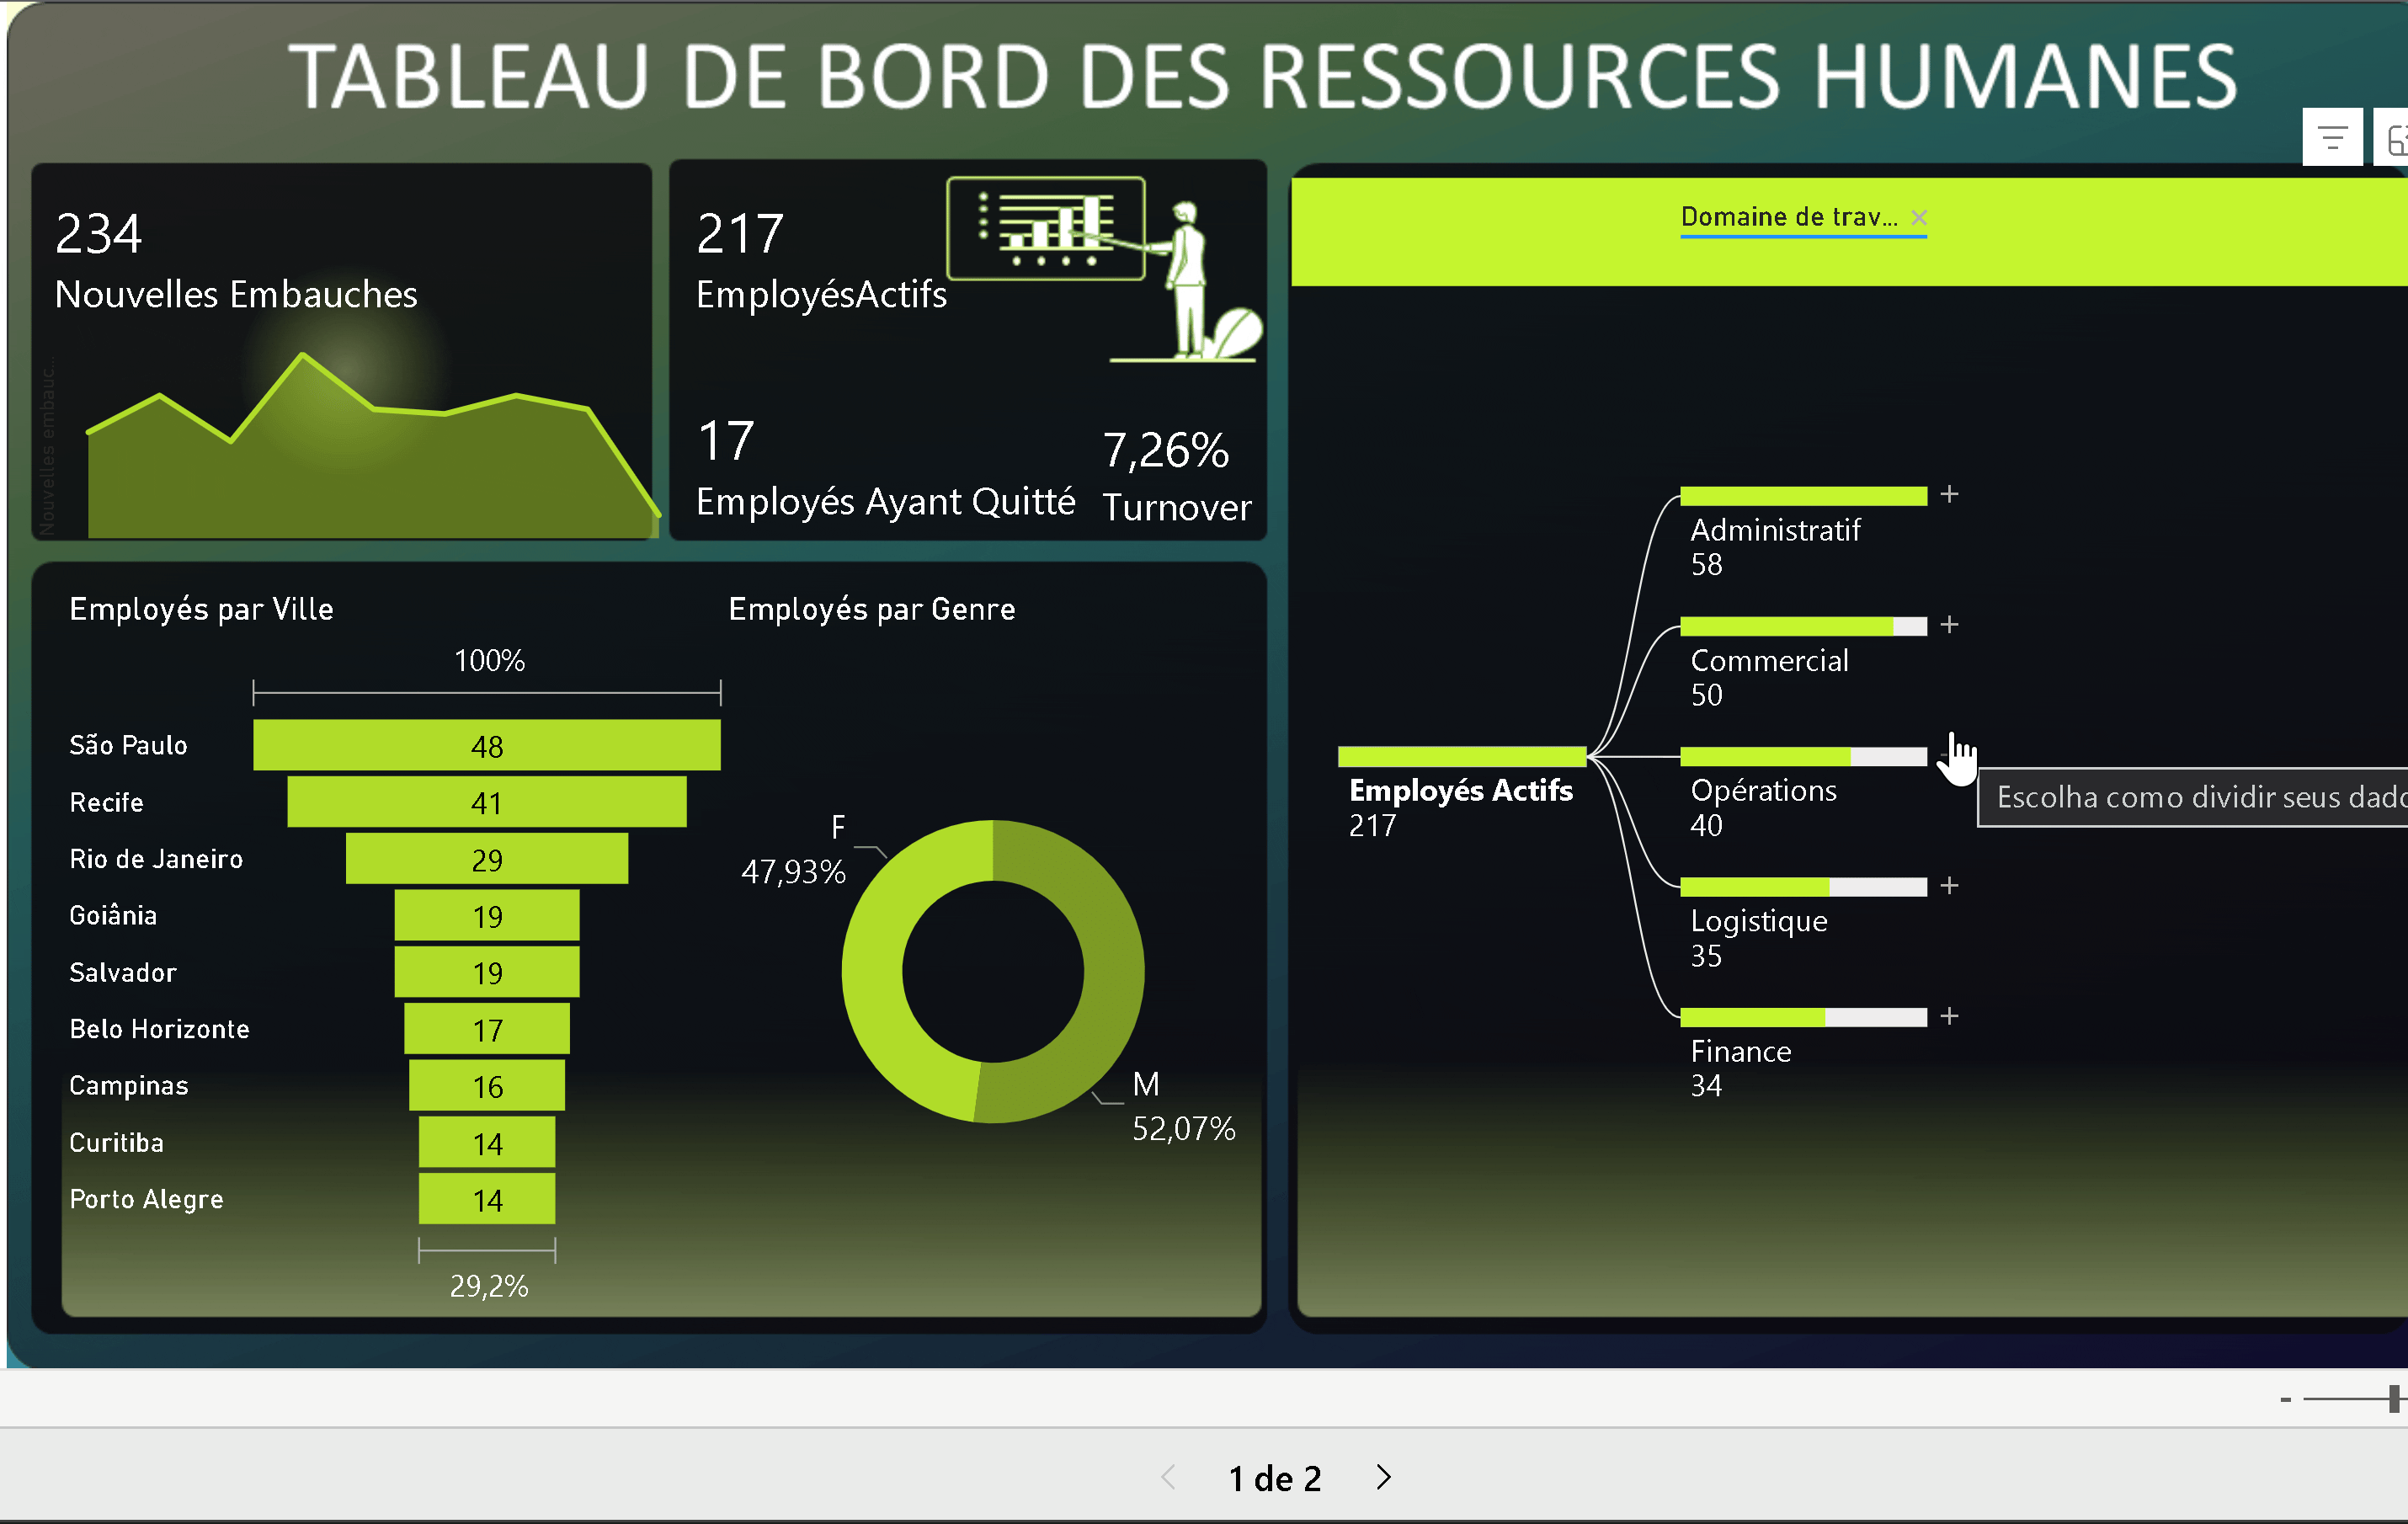 TABLEAU DE BORD DES RESSOURCES HUMANES
234
Nouvelles Embauches
Nouvelles embauc...
217
EmployésActifs
17
Employés Ayant Quitté
7,26%
Turnover
Domaine de trav...
Employés par Ville
100%
São Paulo 48
Recife 41
Rio de Janeiro 29
Goiânia 19
Salvador 19
Belo Horizonte 17
Campinas 16
Curitiba 14
Porto Alegre 14
29,2%
Employés par Genre
F
47,93%
M
52,07%
Employés Actifs
217
Administratif
58
Commercial
50
Opérations
40
Logistique
35
Finance
34
Escolha como dividir seus dado
1 de 2